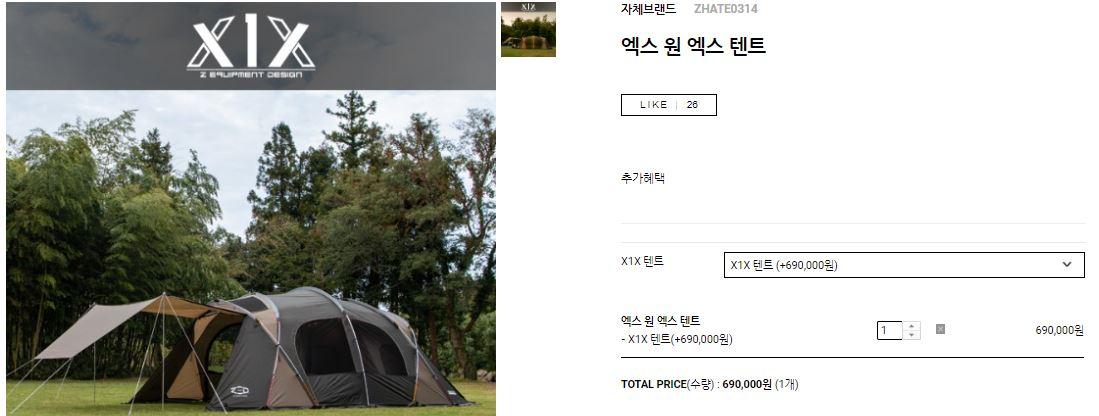 X1X
Z EQUIPMENT DESIGN
X1X
자체브랜드 ZHATE0314
엑스 원 엑스 텐트
LIKE | 26
추가혜택
X1X 텐트 X1X 텐트 (+690,000원)
엑스 원 엑스 텐트
- X1X 텐트(+690,000원) 1 690,000원
TOTAL PRICE(수량) : 690,000원 (1개)